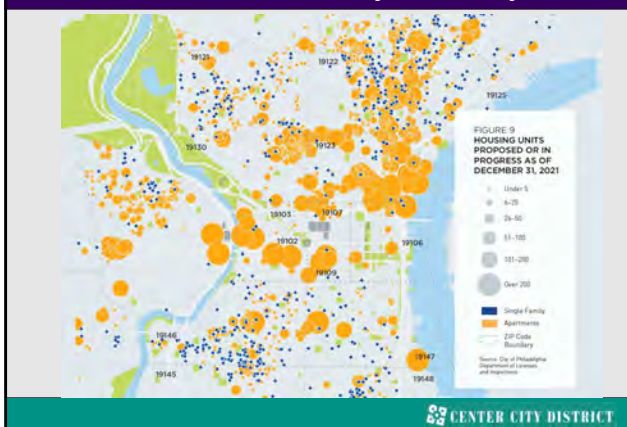 19121
19122
19125
19130
19123
19103
19107
19102
19106
19109
19146
19145
19147
19148
FIGURE 9
HOUSING UNITS
PROPOSED OR IN
PROGRESS AS OF
DECEMBER 31, 2021
Under 5
6-25
26-50
51-100
101-200
Over 200
Single Family
Apartments
ZIP Code
Boundary
Source: City of Philadelphia
Department of Licenses
and Inspections
CENTER CITY DISTRICT